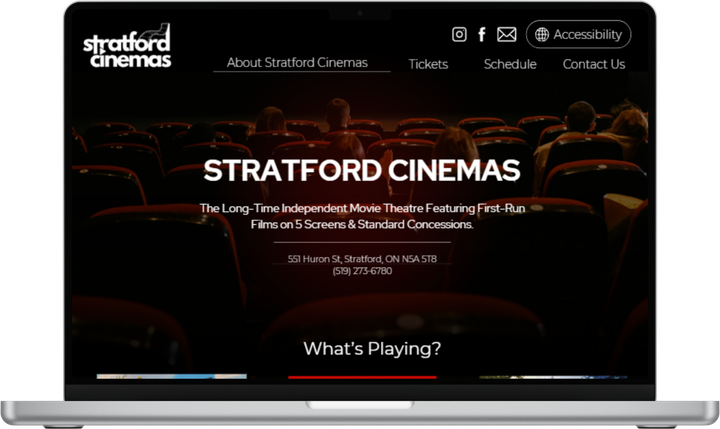 stratford
cinemas
Accessibility
About Stratford Cinemas
Tickets
Schedule
Contact Us
STRATFORD CINEMAS
The Long-Time Independent Movie Theatre Featuring First-Run
Films on 5 Screens & Standard Concessions.
551 Huron St, Stratford, ON N5A 5T8
(519) 273-6780
What's Playing?